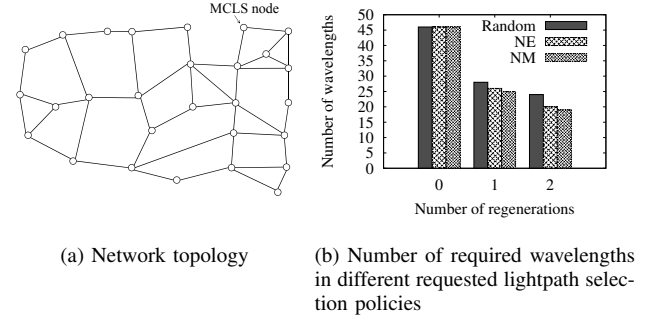 MCLS node
(a) Network topology
Number of wavelengths
50
45
40
35
30
25
20
15
10
5
0
Random
NE
NM
0 1 2
Number of regenerations
(b) Number of required wavelengths
in different requested lightpath selec-
tion policies